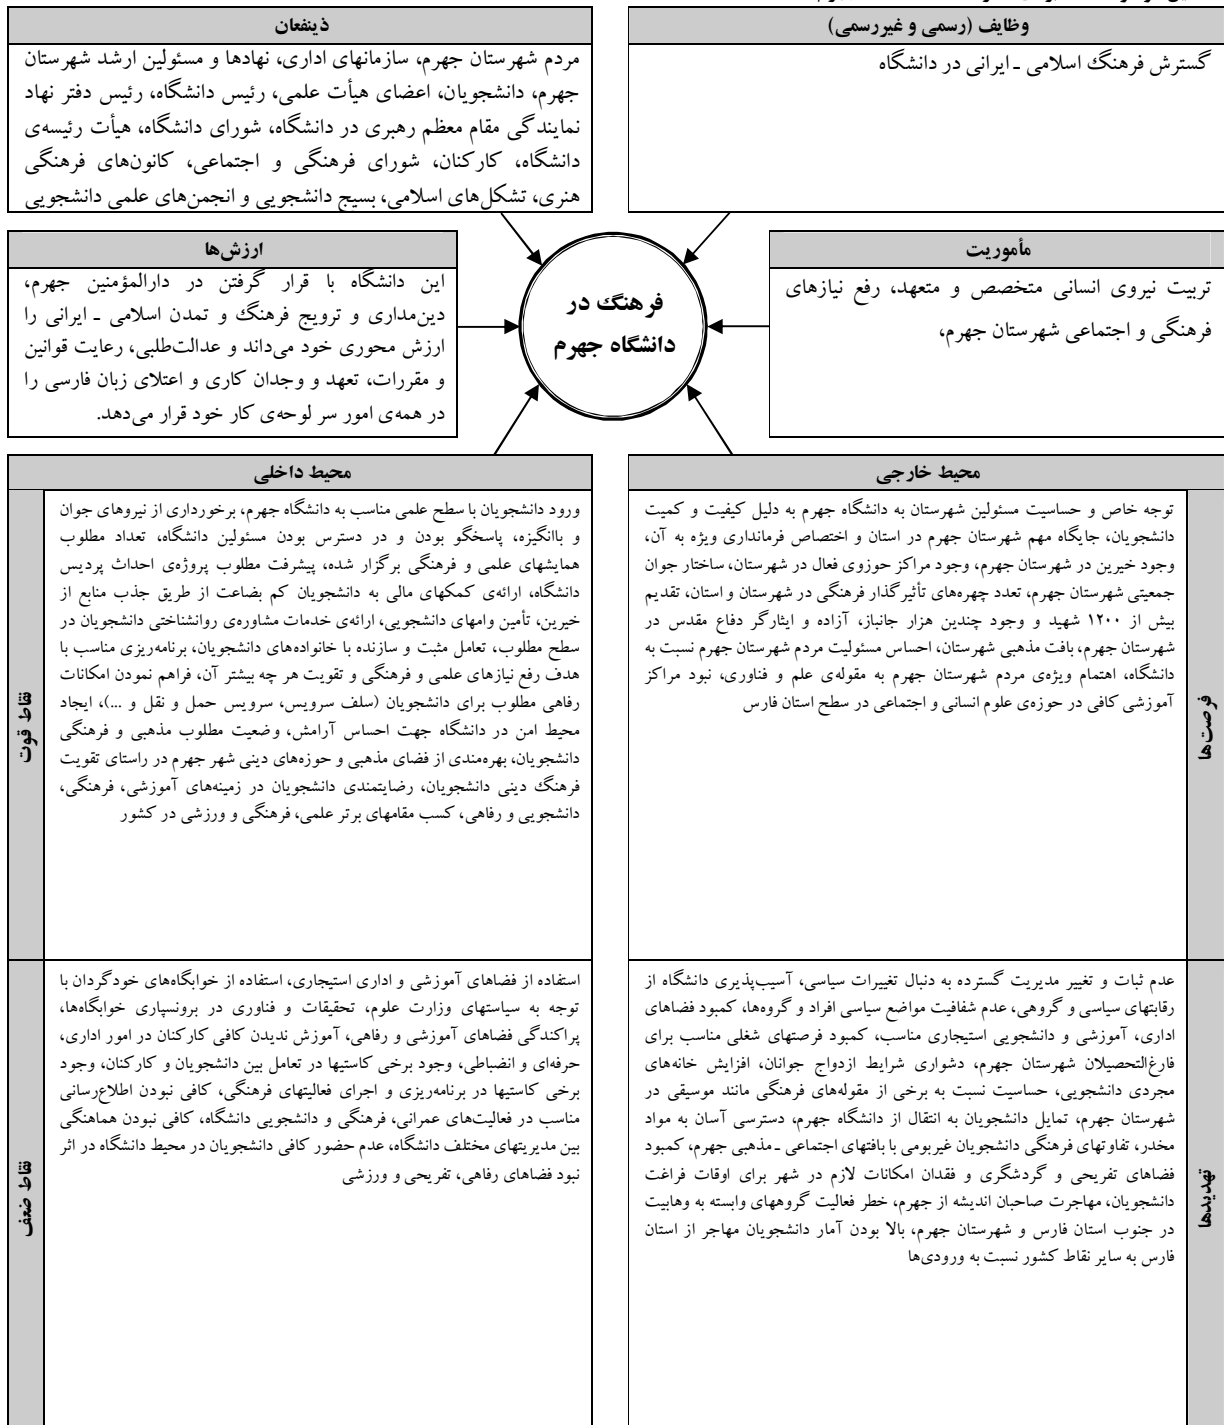 وظایف (رسمی و غیررسمی)
گسترش فرهنگ اسلامی ـ ایرانی در دانشگاه
ذینفعان
مردم شهرستان جهرم، سازمانهای اداری، نهادها و مسئولین ارشد شهرستان
جهرم، دانشجویان، اعضای هیأت علمی، رئیس دانشگاه، رئیس دفتر نهاد
نمایندگی مقام معظم رهبری در دانشگاه، شورای دانشگاه، هیأت رئیسه‌ی
دانشگاه، کارکنان، شورای فرهنگی و اجتماعی، کانون‌های فرهنگی
هنری، تشکل‌های اسلامی، بسیج دانشجویی و انجمن‌های علمی دانشجویی
مأموریت
تربیت نیروی انسانی متخصص و متعهد، رفع نیازهای
فرهنگی و اجتماعی شهرستان جهرم،
فرهنگ در
دانشگاه جهرم
ارزش‌ها
این دانشگاه با قرار گرفتن در دارالمؤمنین جهرم،
دین‌مداری و ترویج فرهنگ و تمدن اسلامی ـ ایرانی را
ارزش محوری خود می‌داند و عدالت‌طلبی، رعایت قوانین
و مقررات، تعهد و وجدان کاری و اعتلای زبان فارسی را
در همه‌ی امور سر لوحه‌ی کار خود قرار می‌دهد.
محیط خارجی
فرصت‌ها
توجه خاص و حساسیت مسئولین شهرستان به دانشگاه جهرم به دلیل کیفیت و کمیت
دانشجویان، جایگاه مهم شهرستان جهرم در استان و اختصاص فرمانداری ویژه به آن،
وجود خیرین در شهرستان جهرم، وجود مراکز حوزوی فعال در شهرستان، ساختار جوان
جمعیتی شهرستان جهرم، تعدد چهره‌های تأثیرگذار فرهنگی در شهرستان و استان، تقدیم
بیش از ۱۲۰۰ شهید و وجود چندین هزار جانباز، آزاده و ایثارگر دفاع مقدس در
شهرستان جهرم، بافت مذهبی شهرستان، احساس مسئولیت مردم شهرستان جهرم نسبت به
دانشگاه، اهتمام ویژه‌ی مردم شهرستان جهرم به مقوله‌ی علم و فناوری، نبود مراکز
آموزشی کافی در حوزه‌ی علوم انسانی و اجتماعی در سطح استان فارس
تهدیدها
عدم ثبات و تغییر مدیریت گسترده به دنبال تغییرات سیاسی، آسیب‌پذیری دانشگاه از
رقابتهای سیاسی و گروهی، عدم شفافیت مواضع سیاسی افراد و گروه‌ها، کمبود فضاهای
اداری، آموزشی و دانشجویی استیجاری مناسب، کمبود فرصتهای شغلی مناسب برای
فارغ‌التحصیلان شهرستان جهرم، دشواری شرایط ازدواج جوانان، افزایش خانه‌های
مجردی دانشجویی، حساسیت نسبت به برخی از مقوله‌های فرهنگی مانند موسیقی در
شهرستان جهرم، تمایل دانشجویان به انتقال از دانشگاه جهرم، دسترسی آسان به مواد
مخدر، تفاوتهای فرهنگی دانشجویان غیربومی با بافتهای اجتماعی ـ مذهبی جهرم، کمبود
فضاهای تفریحی و گردشگری و فقدان امکانات لازم در شهر برای اوقات فراغت
دانشجویان، مهاجرت صاحبان اندیشه از جهرم، خطر فعالیت گروههای وابسته به وهابیت
در جنوب استان فارس و شهرستان جهرم، بالا بودن آمار دانشجویان مهاجر از استان
فارس به سایر نقاط کشور نسبت به ورودی‌ها
محیط داخلی
نقاط قوت
ورود دانشجویان با سطح علمی مناسب به دانشگاه جهرم، برخورداری از نیروهای جوان
و باانگیزه، پاسخگو بودن و در دسترس بودن مسئولین دانشگاه، تعداد مطلوب
همایشهای علمی و فرهنگی برگزار شده، پیشرفت مطلوب پروژه‌ی احداث پردیس
دانشگاه، ارائه‌ی کمکهای مالی به دانشجویان کم بضاعت از طریق جذب منابع از
خیرین، تأمین وامهای دانشجویی، ارائه‌ی خدمات مشاوره‌ی روانشناختی دانشجویان در
سطح مطلوب، تعامل مثبت و سازنده با خانواده‌های دانشجویان، برنامه‌ریزی مناسب با
هدف رفع نیازهای علمی و فرهنگی و تقویت هر چه بیشتر آن، فراهم نمودن امکانات
رفاهی مطلوب برای دانشجویان (سلف سرویس، سرویس حمل و نقل و ...)، ایجاد
محیط امن در دانشگاه جهت احساس آرامش، وضعیت مطلوب مذهبی و فرهنگی
دانشجویان، بهره‌مندی از فضای مذهبی و حوزه‌های دینی شهر جهرم در راستای تقویت
فرهنگ دینی دانشجویان، رضایتمندی دانشجویان در زمینه‌های آموزشی، فرهنگی،
دانشجویی و رفاهی، کسب مقامهای برتر علمی، فرهنگی و ورزشی در کشور
نقاط ضعف
استفاده از فضاهای آموزشی و اداری استیجاری، استفاده از خوابگاه‌های خودگردان با
توجه به سیاستهای وزارت علوم، تحقیقات و فناوری در برونسپاری خوابگاه‌ها،
پراکندگی فضاهای آموزشی و رفاهی، آموزش ندیدن کافی کارکنان در امور اداری،
حرفه‌ای و انضباطی، وجود برخی کاستیها در تعامل بین دانشجویان و کارکنان، وجود
برخی کاستیها در برنامه‌ریزی و اجرای فعالیتهای فرهنگی، کافی نبودن اطلاع‌رسانی
مناسب در فعالیت‌های عمرانی، فرهنگی و دانشجویی دانشگاه، کافی نبودن هماهنگی
بین مدیریتهای مختلف دانشگاه، عدم حضور کافی دانشجویان در محیط دانشگاه در اثر
نبود فضاهای رفاهی، تفریحی و ورزشی